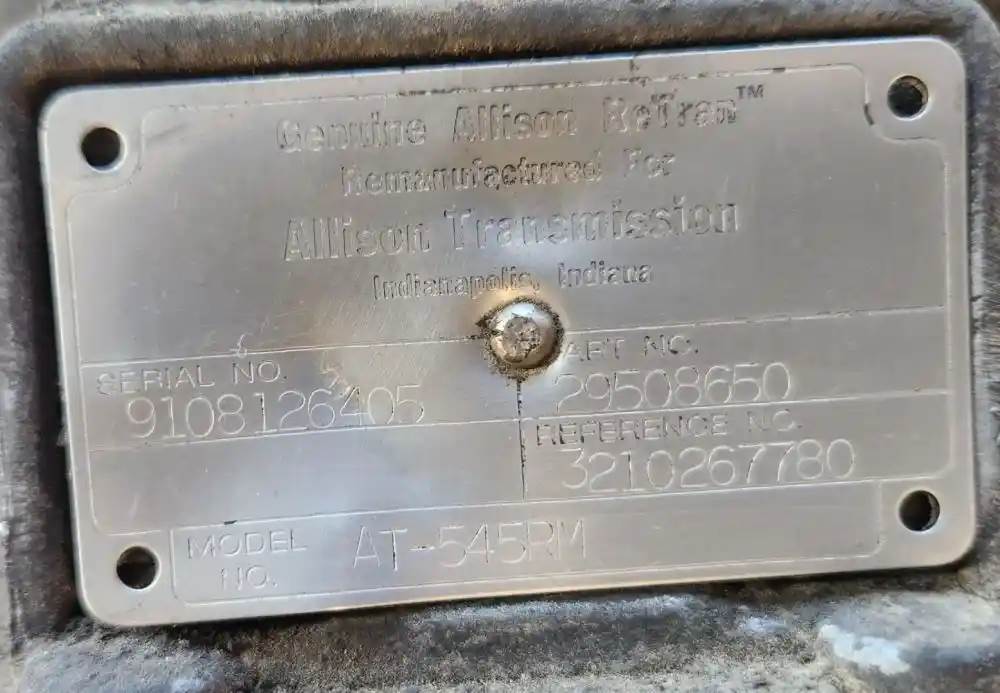 Genuine Allison ReTran™
Remanufactured For
Allison Transmission
Indianapolis, Indiana
SERIAL NO.
9108126405
PART NO.
29508650
REFERENCE NO.
3210267780
MODEL NO.
AT-545RM